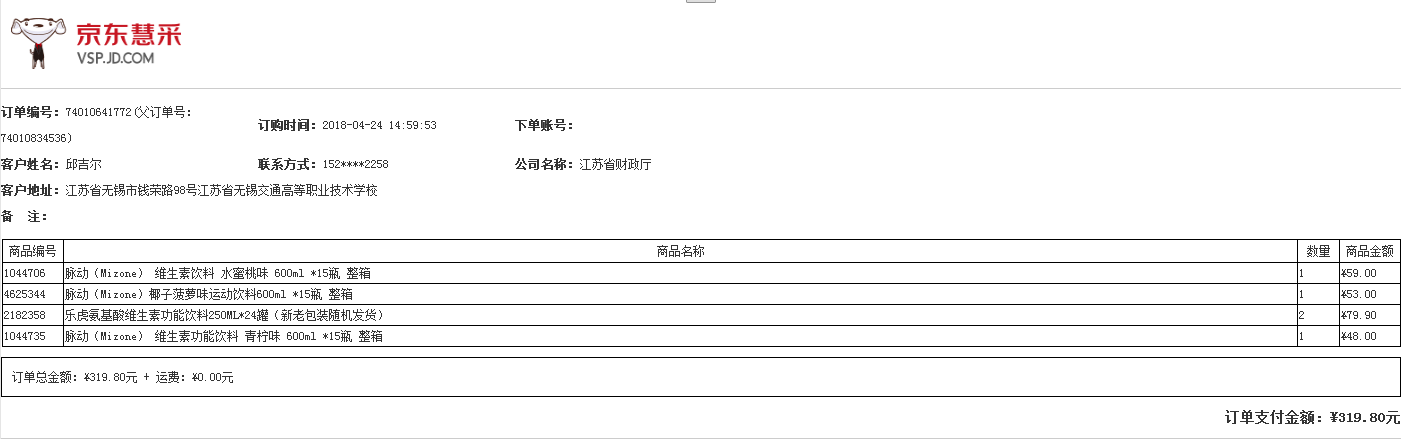 京东慧采
VSP.JD.COM
订单编号：74010641772(父订单号：
74010834536)
订购时间：2018-04-24 14:59:53
下单账号：
客户姓名：邱吉尔
联系方式：152****2258
公司名称：江苏省财政厅
客户地址：江苏省无锡市钱荣路98号江苏省无锡交通高等职业技术学校
备 注：
商品编号 商品名称 数量 商品金额
1044706 脉动（Mizone） 维生素饮料 水蜜桃味 600ml *15瓶 整箱 1 ¥59.00
4625344 脉动（Mizone）椰子菠萝味运动饮料600ml *15瓶 整箱 1 ¥53.00
2182358 乐虎氨基酸维生素功能饮料250ML*24罐（新老包装随机发货） 2 ¥79.90
1044735 脉动（Mizone） 维生素功能饮料 青柠味 600ml *15瓶 整箱 1 ¥48.00
订单总金额：¥319.80元 + 运费：¥0.00元
订单支付金额：¥319.80元